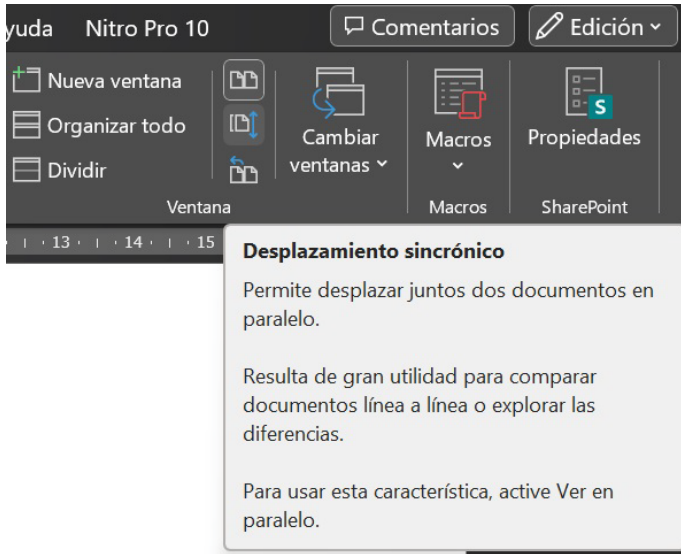 yuda Nitro Pro 10
Comentarios
Edición
Nueva ventana
Organizar todo
Dividir
Cambiar
ventanas
Macros
Propiedades
S
Ventana
Macros
SharePoint
13 14 15
Desplazamiento sincrónico
Permite desplazar juntos dos documentos en
paralelo.
Resulta de gran utilidad para comparar
documentos línea a línea o explorar las
diferencias.
Para usar esta característica, active Ver en
paralelo.